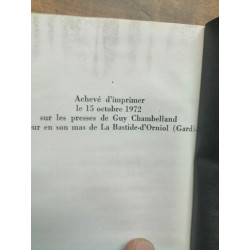 Achevé d'imprimer
le 15 octobre 1972
sur les presses de Guy Chambelland
eur en son mas de La Bastide-d'Orniol (Gard)